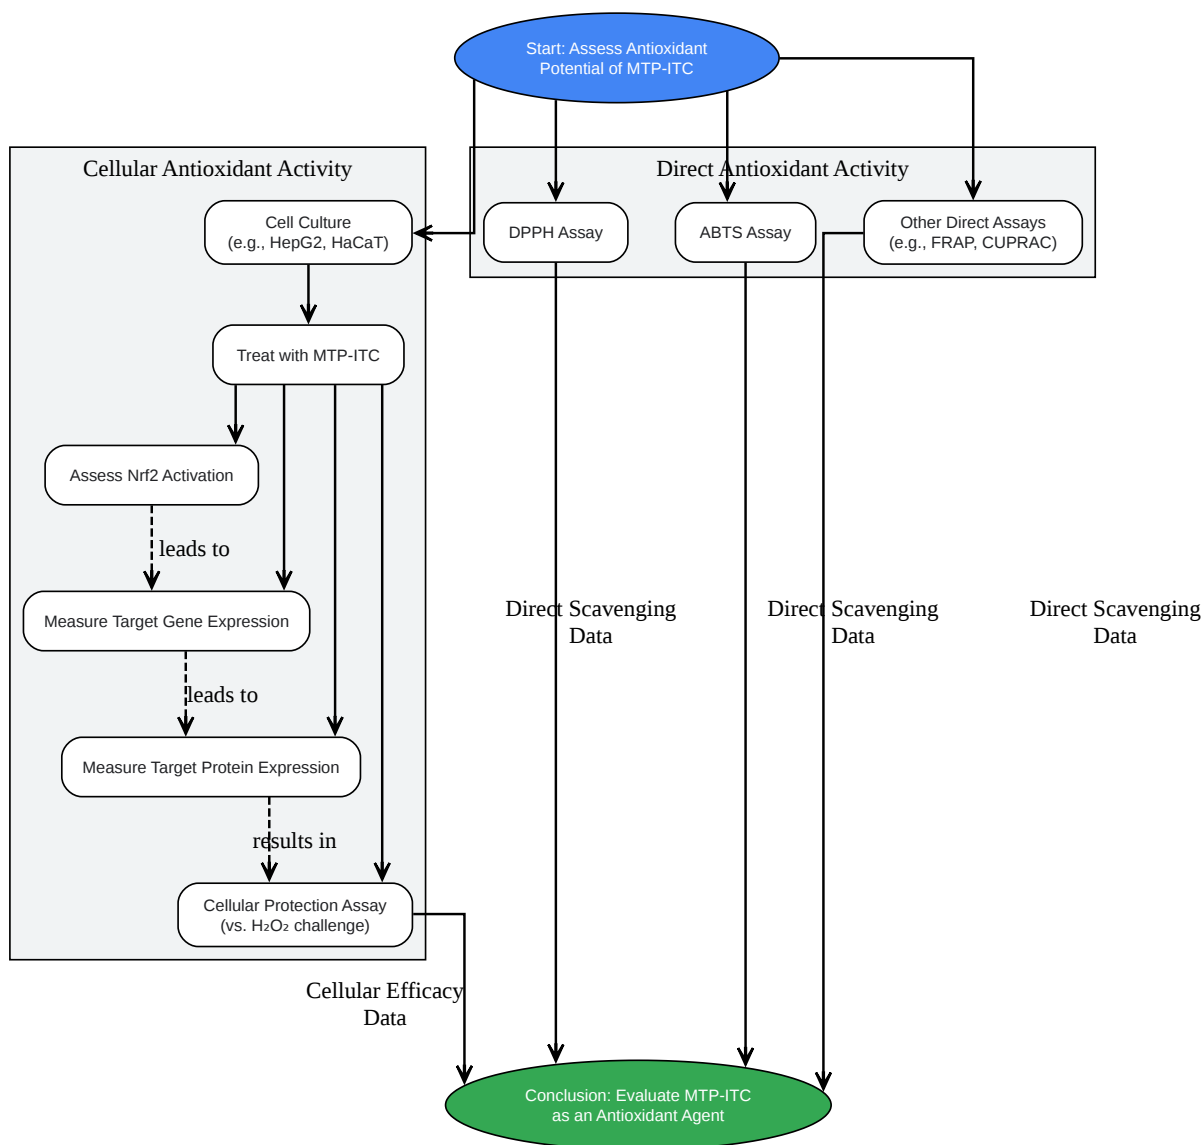 Start: Assess Antioxidant
Potential of MTP-ITC
Cellular Antioxidant Activity
Direct Antioxidant Activity
Cell Culture
(e.g., HepG2, HaCaT)
DPPH Assay
ABTS Assay
Other Direct Assays
(e.g., FRAP, CUPRAC)
Treat with MTP-ITC
Assess Nrf2 Activation
leads to
Measure Target Gene Expression
Direct Scavenging
Data
Direct Scavenging
Data
Direct Scavenging
Data
leads to
Measure Target Protein Expression
results in
Cellular Protection Assay
(vs. H₂O₂ challenge)
Cellular Efficacy
Data
Conclusion: Evaluate MTP-ITC
as an Antioxidant Agent